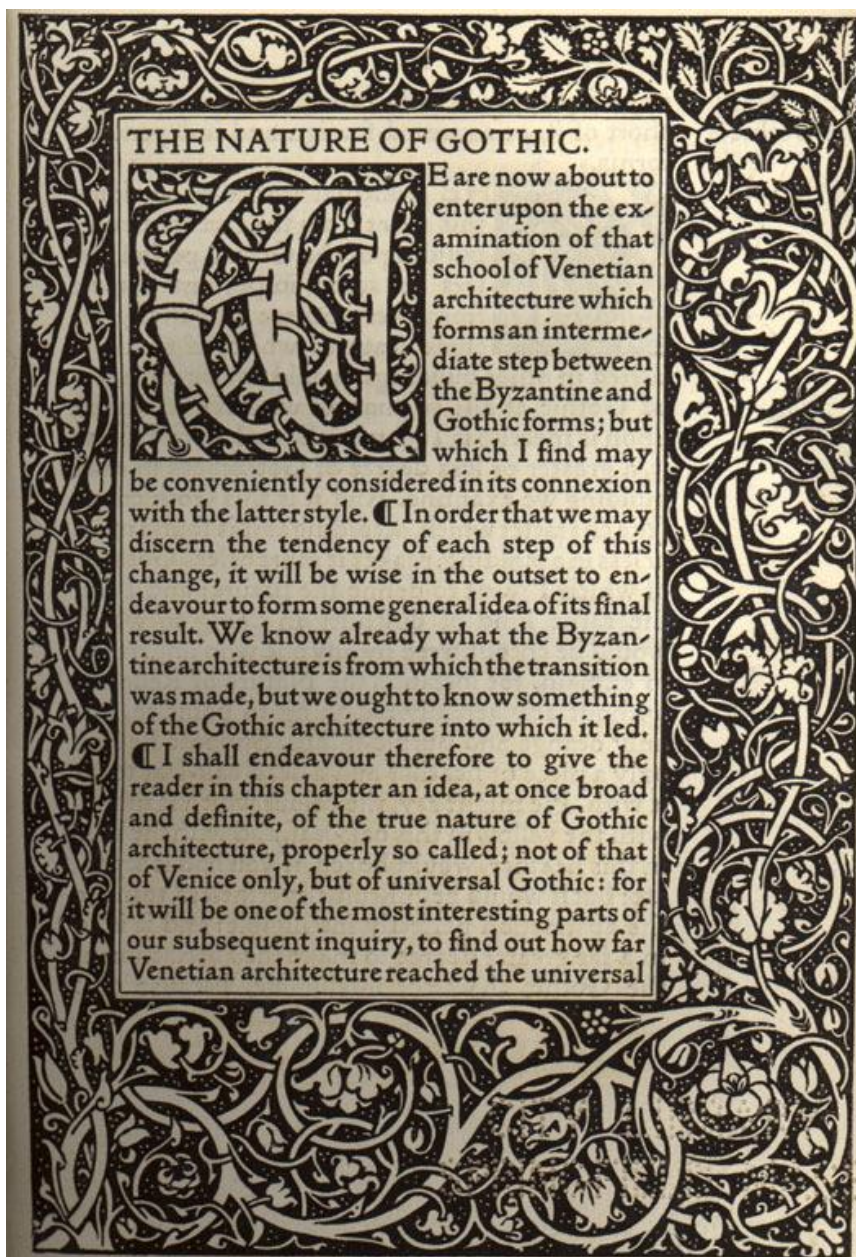 THE NATURE OF GOTHIC.
WE are now about to
enter upon the ex-
amination of that
school of Venetian
architecture which
forms an interme-
diate step between
the Byzantine and
Gothic forms; but
which I find may
be conveniently considered in its connexion
with the latter style. ❡ In order that we may
discern the tendency of each step of this
change, it will be wise in the outset to en-
deavour to form some general idea of its final
result. We know already what the Byzan-
tine architecture is from which the transition
was made, but we ought to know something
of the Gothic architecture into which it led.
❡ I shall endeavour therefore to give the
reader in this chapter an idea, at once broad
and definite, of the true nature of Gothic
architecture, properly so called; not of that
of Venice only, but of universal Gothic: for
it will be one of the most interesting parts of
our subsequent inquiry, to find out how far
Venetian architecture reached the universal